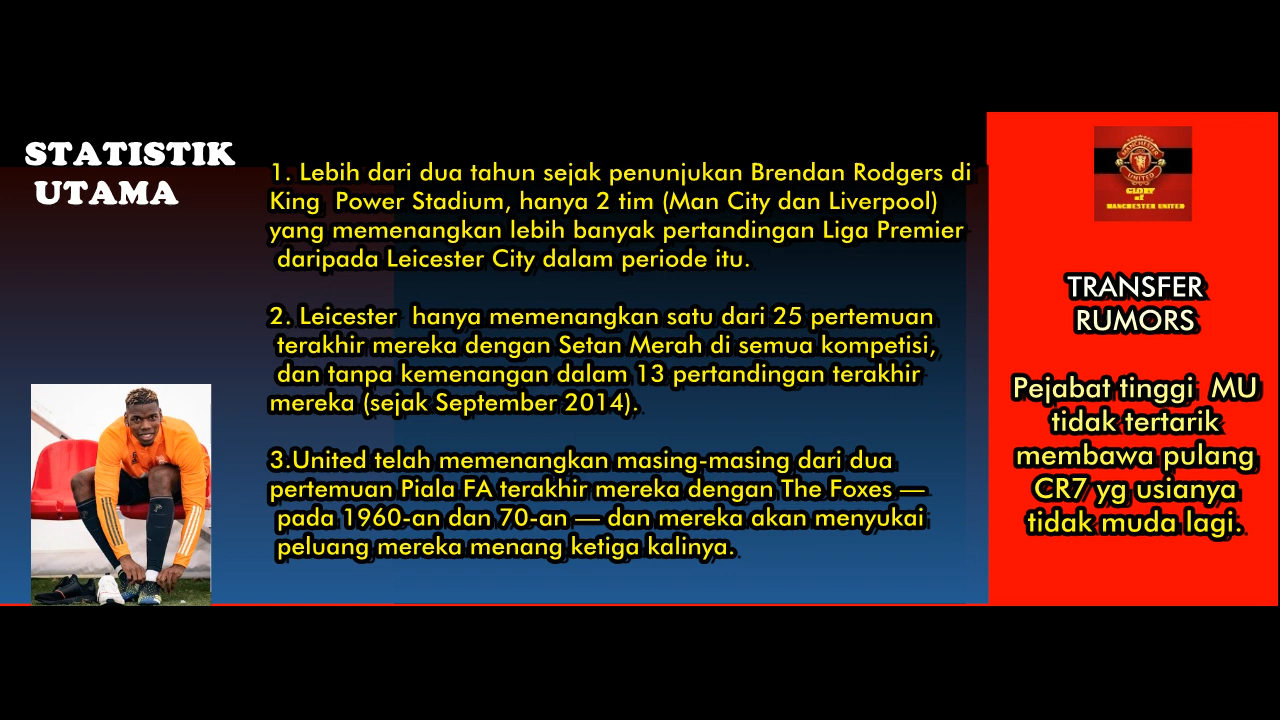 STATISTIK
UTAMA
1. Lebih dari dua tahun sejak penunjukan Brendan Rodgers di
King Power Stadium, hanya 2 tim (Man City dan Liverpool)
yang memenangkan lebih banyak pertandingan Liga Premier
daripada Leicester City dalam periode itu.
2. Leicester hanya memenangkan satu dari 25 pertemuan
terakhir mereka dengan Setan Merah di semua kompetisi,
dan tanpa kemenangan dalam 13 pertandingan terakhir
mereka (sejak September 2014).
3.United telah memenangkan masing-masing dari dua
pertemuan Piala FA terakhir mereka dengan The Foxes —
pada 1960-an dan 70-an — dan mereka akan menyukai
peluang mereka menang ketiga kalinya.
MANCHESTER
UNITED
GLORY
of
MANCHESTER UNITED
TRANSFER
RUMORS
Pejabat tinggi MU
tidak tertarik
membawa pulang
CR7 yg usianya
tidak muda lagi.